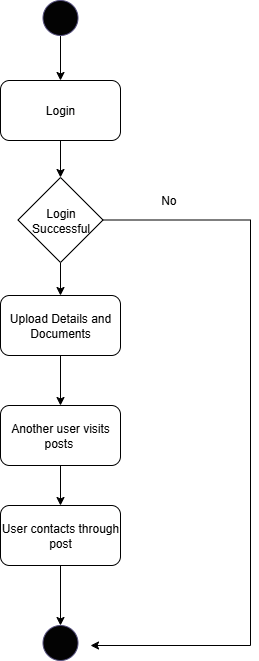 Login
Login
Successful
No
Upload Details and
Documents
Another user visits
posts
User contacts through
post